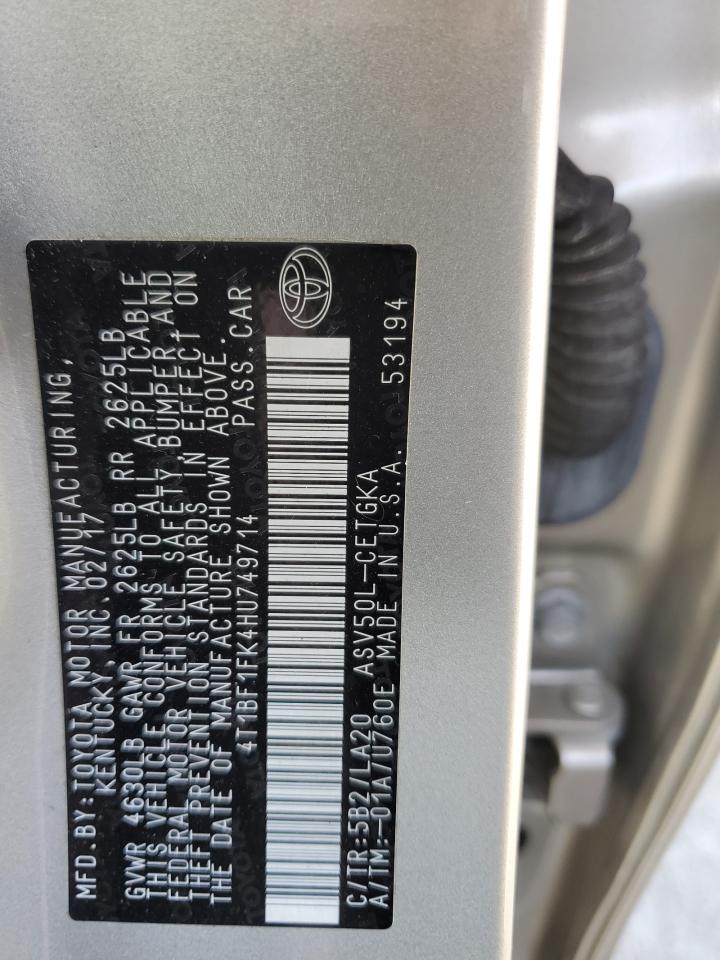 MFD.BY:TOYOTA MOTOR MANUFACTURING,
KENTUCKY, INC. 02/17
GVWR 4630LB GAWR FR 2625LB RR 2625LB
THIS VEHICLE CONFORMS TO ALL APPLICABLE
FEDERAL MOTOR VEHICLE SAFETY,BUMPER,AND
THEFT PREVENTION STANDARDS IN EFFECT ON
THE DATE OF MANUFACTURE SHOWN ABOVE.
4T1BF1FK4HU749714 PASS.CAR
C/TR:5B2/LA20 ASV50L-CETGKA
A/TM:-01A/U760E MADE IN U.S.A. 53194